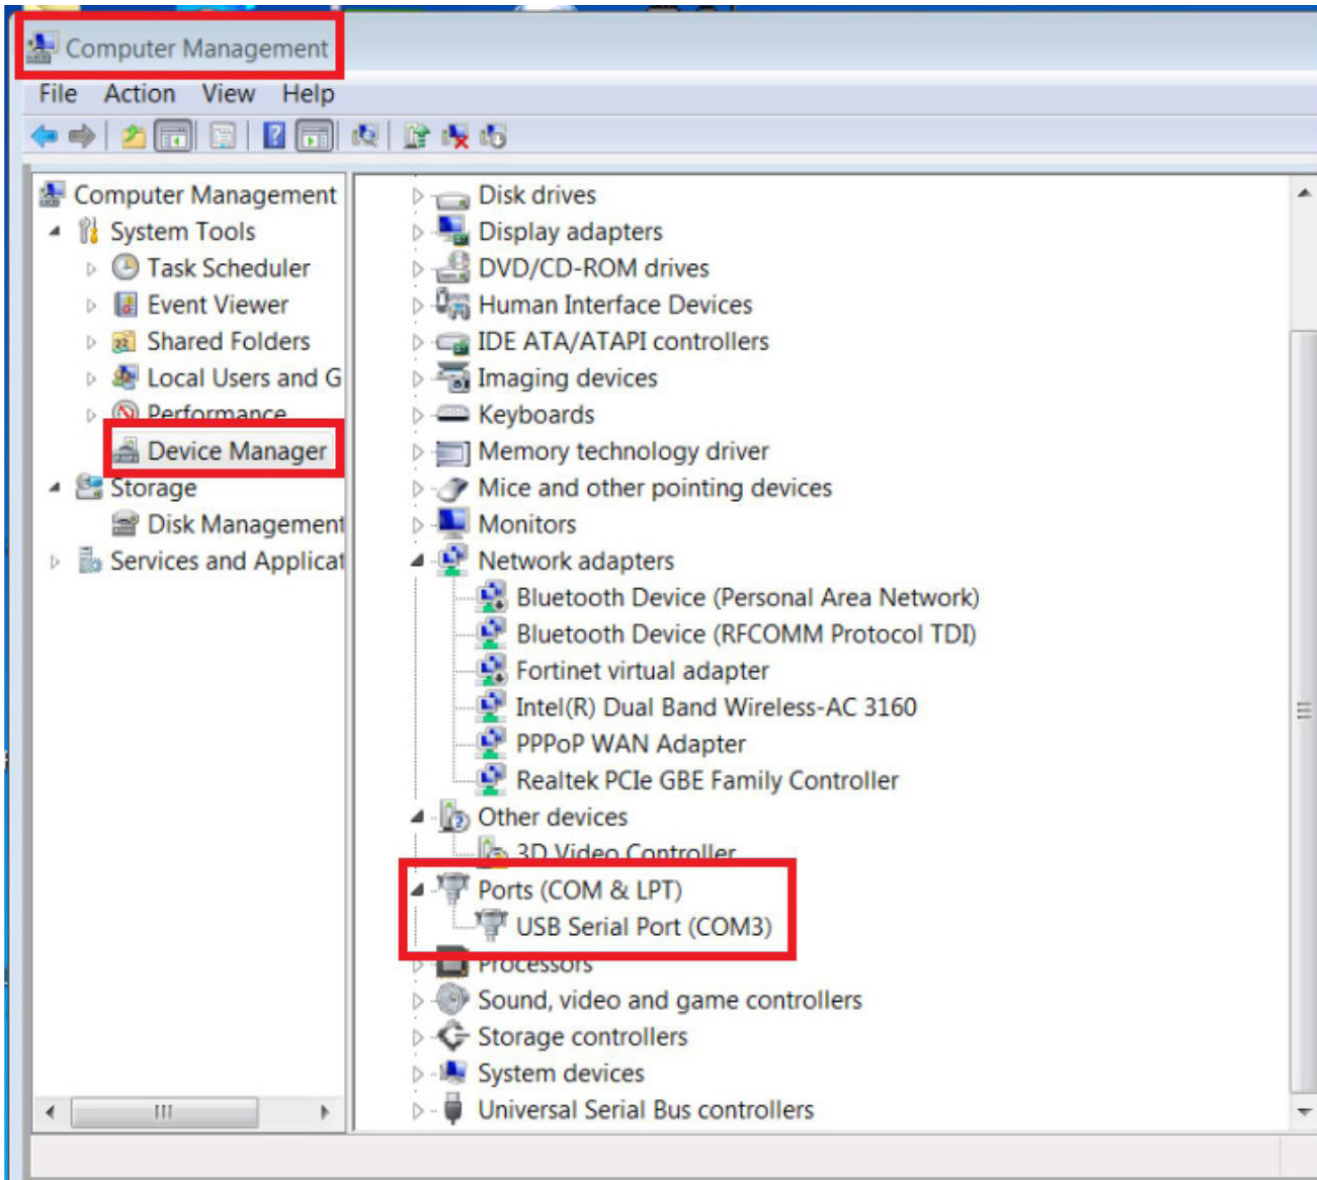 Computer Management
File Action View Help
Computer Management
System Tools
Task Scheduler
Event Viewer
Shared Folders
Local Users and G
Performance
Device Manager
Storage
Disk Management
Services and Applicat
Disk drives
Display adapters
DVD/CD-ROM drives
Human Interface Devices
IDE ATA/ATAPI controllers
Imaging devices
Keyboards
Memory technology driver
Mice and other pointing devices
Monitors
Network adapters
Bluetooth Device (Personal Area Network)
Bluetooth Device (RFCOMM Protocol TDI)
Fortinet virtual adapter
Intel(R) Dual Band Wireless-AC 3160
PPPoP WAN Adapter
Realtek PCIe GBE Family Controller
Other devices
3D Video Controller
Ports (COM & LPT)
USB Serial Port (COM3)
Processors
Sound, video and game controllers
Storage controllers
System devices
Universal Serial Bus controllers